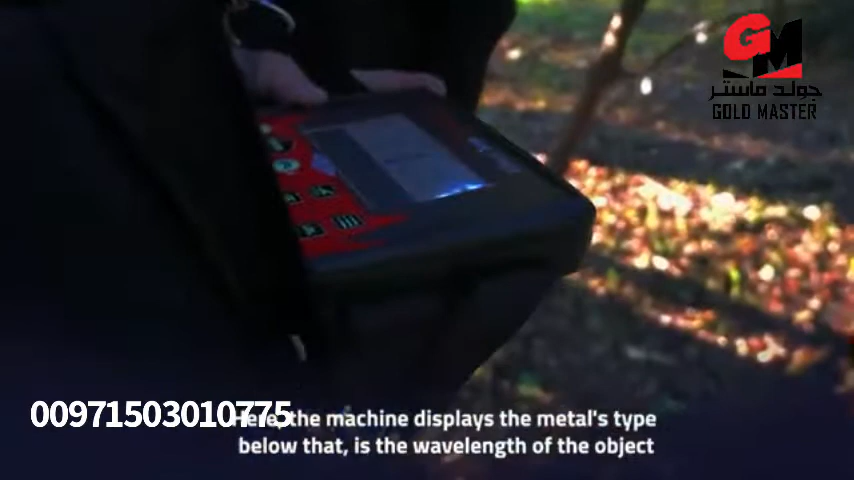 GM
جولد ماستر
GOLD MASTER
00971503010775
Here, the machine displays the metal's type
below that, is the wavelength of the object